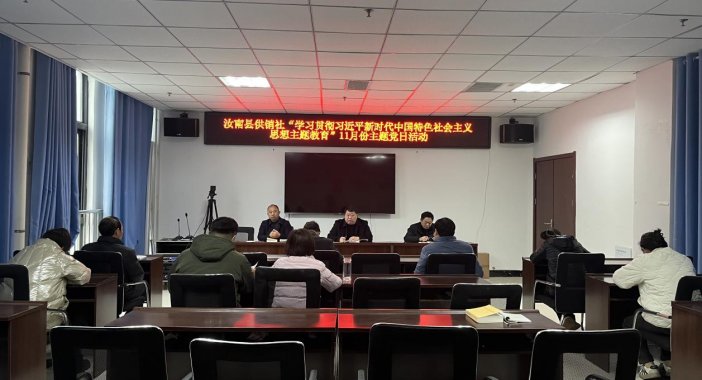 汝南县供销社“学习贯彻习近平新时代中国特色社会主义
思想主题教育”11月份主题党日活动